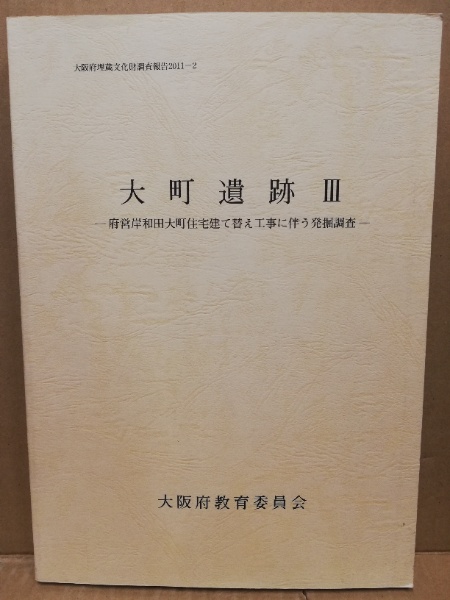 大阪府埋蔵文化財調査報告2011－2
大町遺跡Ⅲ
―府営岸和田大町住宅建て替え工事に伴う発掘調査―
大阪府教育委員会